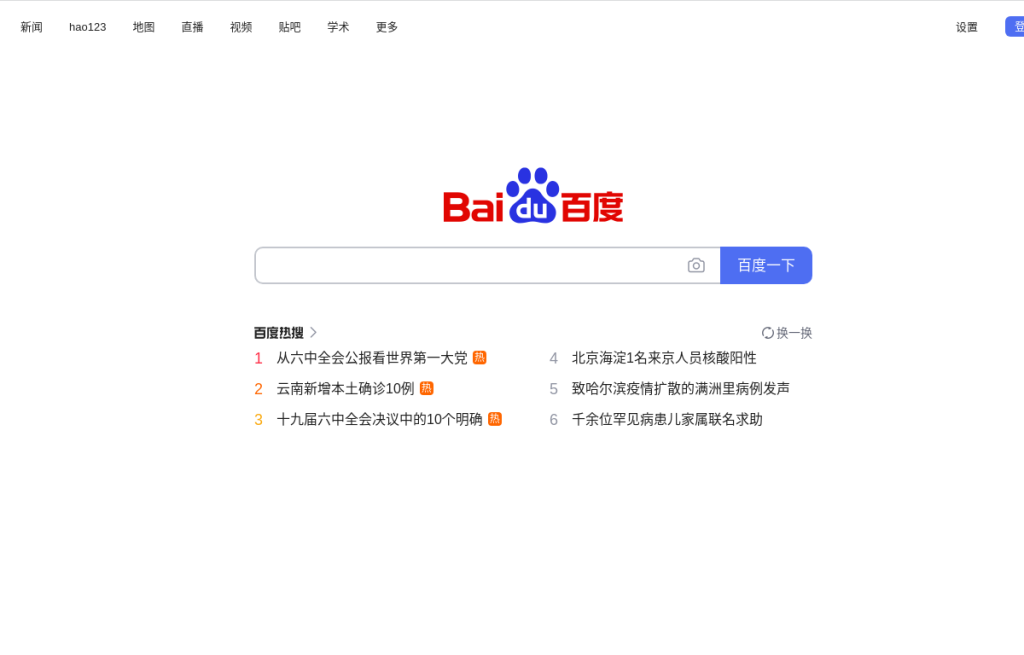 新闻 hao123 地图 直播 视频 贴吧 学术 更多 设置 登
Baidu百度
百度一下
百度热搜 换一换
1 从六中全会公报看世界第一大党 热
4 北京海淀1名来京人员核酸阳性
2 云南新增本土确诊10例 热
5 致哈尔滨疫情扩散的满洲里病例发声
3 十九届六中全会决议中的10个明确 热
6 千余位罕见病患儿家属联名求助